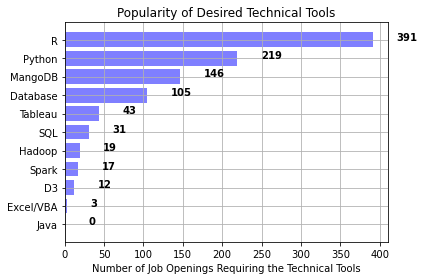 Popularity of Desired Technical Tools
R 391
Python 219
MangoDB 146
Database 105
Tableau 43
SQL 31
Hadoop 19
Spark 17
D3 12
Excel/VBA 3
Java 0
0 50 100 150 200 250 300 350 400
Number of Job Openings Requiring the Technical Tools